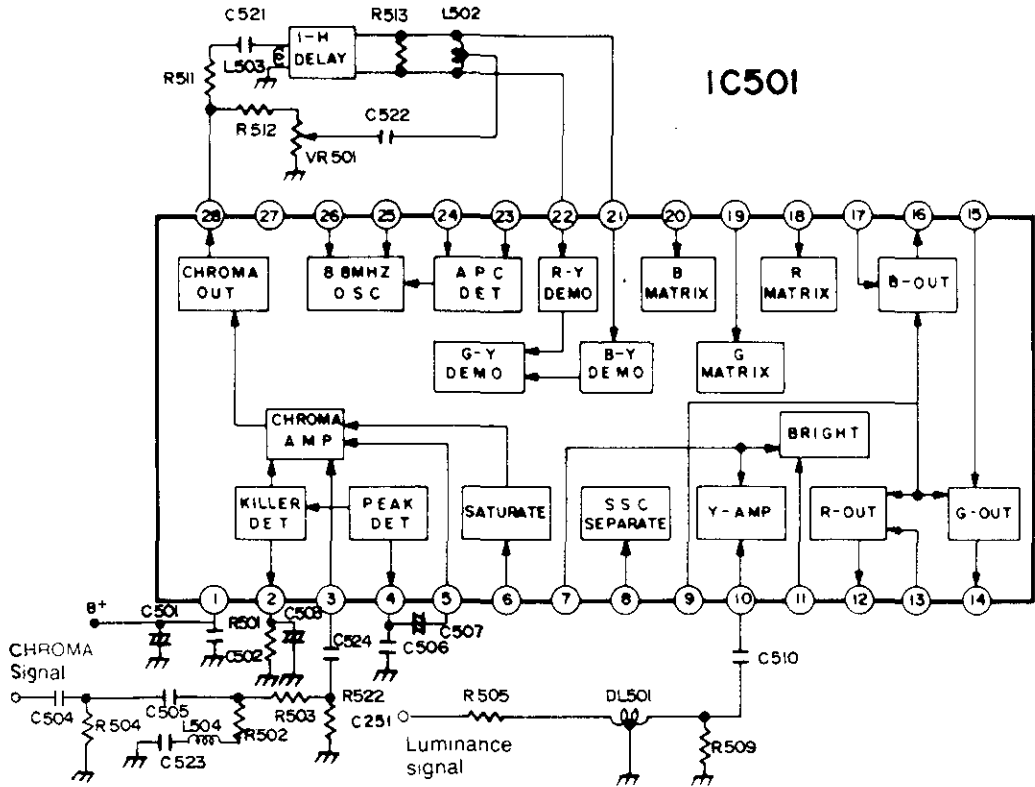 C521
R513
L502
1-H
DELAY
L503
R511
R512
VR501
C522
IC501
28
27
26
25
24
23
22
21
20
19
18
17
16
15
CHROMA
OUT
8.8MHZ
OSC
APC
DET
R-Y
DEMO
B
MATRIX
R
MATRIX
B-OUT
G-Y
DEMO
B-Y
DEMO
G
MATRIX
CHROMA
AMP
BRIGHT
KILLER
DET
PEAK
DET
SATURATE
SSC
SEPARATE
Y-AMP
R-OUT
G-OUT
1
2
3
4
5
6
7
8
9
10
11
12
13
14
B+
C501
C502
R501
C503
C524
C506
C507
C510
CHROMA
Signal
C504
R504
C505
L504
C523
R502
R503
R522
C251
R505
DL501
R509
Luminance
signal